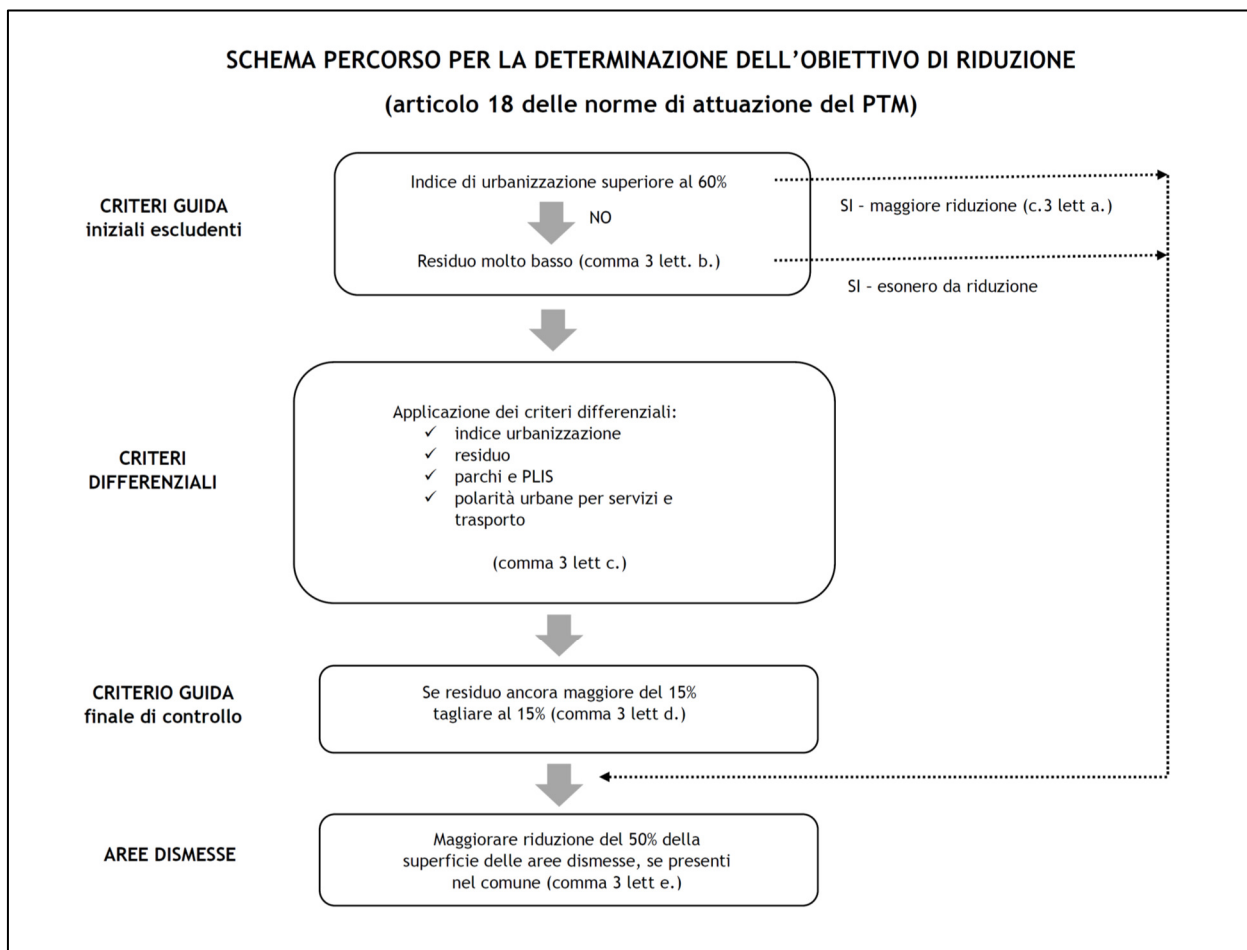 SCHEMA PERCORSO PER LA DETERMINAZIONE DELL’OBIETTIVO DI RIDUZIONE
(articolo 18 delle norme di attuazione del PTM)
CRITERI GUIDA
iniziali escludenti
Indice di urbanizzazione superiore al 60%
NO
Residuo molto basso (comma 3 lett. b.)
SI - maggiore riduzione (c.3 lett a.)
SI - esonero da riduzione
CRITERI
DIFFERENZIALI
Applicazione dei criteri differenziali:
✓ indice urbanizzazione
✓ residuo
✓ parchi e PLIS
✓ polarità urbane per servizi e
trasporto
(comma 3 lett c.)
CRITERIO GUIDA
finale di controllo
Se residuo ancora maggiore del 15%
tagliare al 15% (comma 3 lett d.)
AREE DISMESSE
Maggiorare riduzione del 50% della
superficie delle aree dismesse, se presenti
nel comune (comma 3 lett e.)